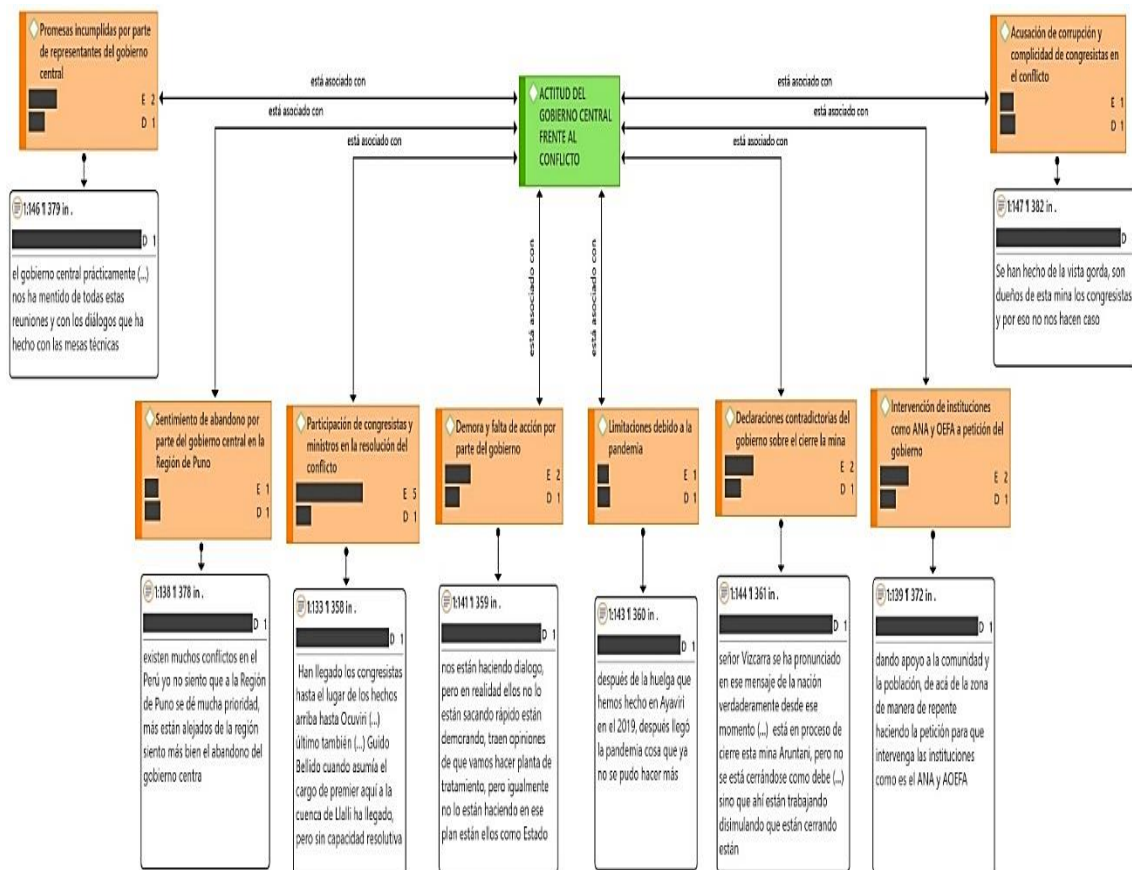 Promesas incumplidas por parte
de representantes del gobierno
central
E 2
D 1
está asociado con
está asociado con
está asociado con
ACTITUD DEL
GOBIERNO CENTRAL
FRENTE AL
CONFLICTO
está asociado con
está asociado con
está asociado con
Acusación de corrupción y
complicidad de congresistas en
el conflicto
E 1
D 1
1:146 ¶ 379 in .
D 1
el gobierno central prácticamente (...)
nos ha mentido de todas estas
reuniones y con los diálogos que ha
hecho con las mesas técnicas
está asociado con
está asociado con
1:147 ¶ 382 in .
D
Se han hecho de la vista gorda, son
dueños de esta mina los congresistas
y por eso no nos hacen caso
Sentimiento de abandono por
parte del gobierno central en la
Región de Puno
E 1
D 1
Participación de congresistas y
ministros en la resolución del
conflicto
E 5
D 1
Demora y falta de acción por
parte del gobierno
E 2
D 1
Limitaciones debido a la
pandemia
E 1
D 1
Declaraciones contradictorias del
gobierno sobre el cierre la mina
E 2
D 1
Intervención de instituciones
como ANA y OEFA a petición del
gobierno
E 2
D 1
1:138 ¶ 378 in .
D 1
existen muchos conflictos en el
Perú yo no siento que a la Región
de Puno se dé mucha prioridad,
más están alejados de la región
siento más bien el abandono del
gobierno centra
1:133 ¶ 358 in .
D 1
Han llegado los congresistas
hasta el lugar de los hechos
arriba hasta Ocuviri (...)
último también (...) Guido
Bellido cuando asumía el
cargo de premier aquí a la
cuenca de Llalli ha llegado,
pero sin capacidad resolutiva
1:141 ¶ 359 in .
D 1
nos están haciendo dialogo,
pero en realidad ellos no lo
están sacando rápido están
demorando, traen opiniones
de que vamos hacer planta de
tratamiento, pero igualmente
no lo están haciendo en ese
plan están ellos como Estado
1:143 ¶ 360 in .
D 1
después de la huelga que
hemos hecho en Ayaviri
en el 2019, después llegó
la pandemia cosa que ya
no se pudo hacer más
1:144 ¶ 361 in .
D 1
señor Vizcarra se ha pronunciado
en ese mensaje de la nación
verdaderamente desde ese
momento (...) está en proceso de
cierre esta mina Aruntani, pero no
se está cerrándose como debe (...)
sino que ahí están trabajando
disimulando que están cerrando
están
1:139 ¶ 372 in .
D 1
dando apoyo a la comunidad y
la población, de acá de la zona
de manera de repente
haciendo la petición para que
intervenga las instituciones
como es el ANA y AOEFA